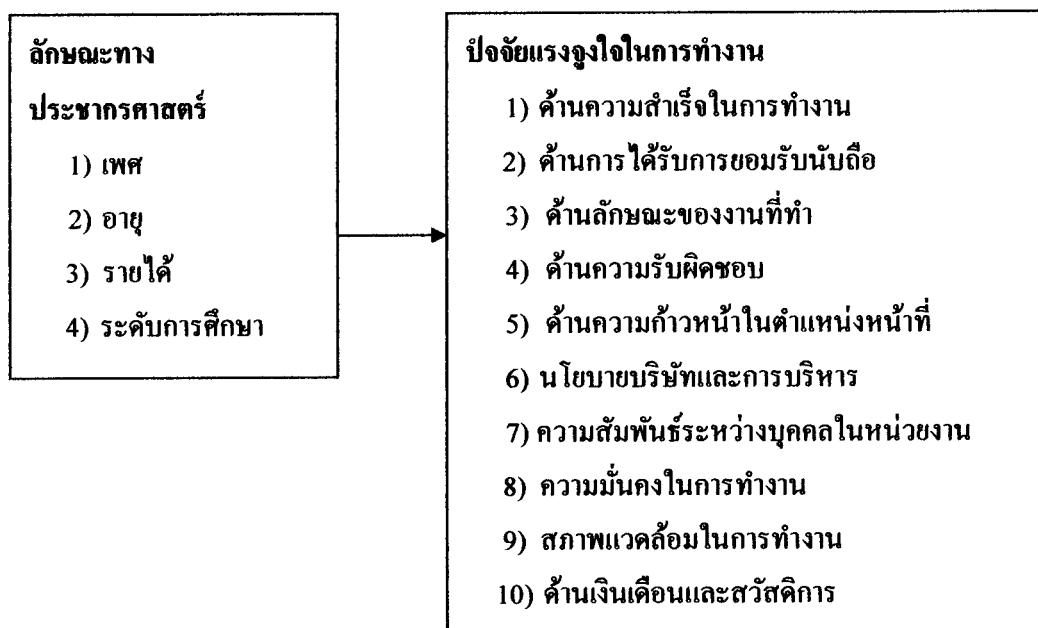 ลักษณะทาง
ประชากรศาสตร์
1) เพศ
2) อายุ
3) รายได้
4) ระดับการศึกษา
ปัจจัยแรงจูงใจในการทำงาน
1) ด้านความสำเร็จในการทำงาน
2) ด้านการได้รับการยอมรับนับถือ
3) ด้านลักษณะของงานที่ทำ
4) ด้านความรับผิดชอบ
5) ด้านความก้าวหน้าในตำแหน่งหน้าที่
6) นโยบายบริษัทและการบริหาร
7) ความสัมพันธ์ระหว่างบุคคลในหน่วยงาน
8) ความมั่นคงในการทำงาน
9) สภาพแวดล้อมในการทำงาน
10) ด้านเงินเดือนและสวัสดิการ